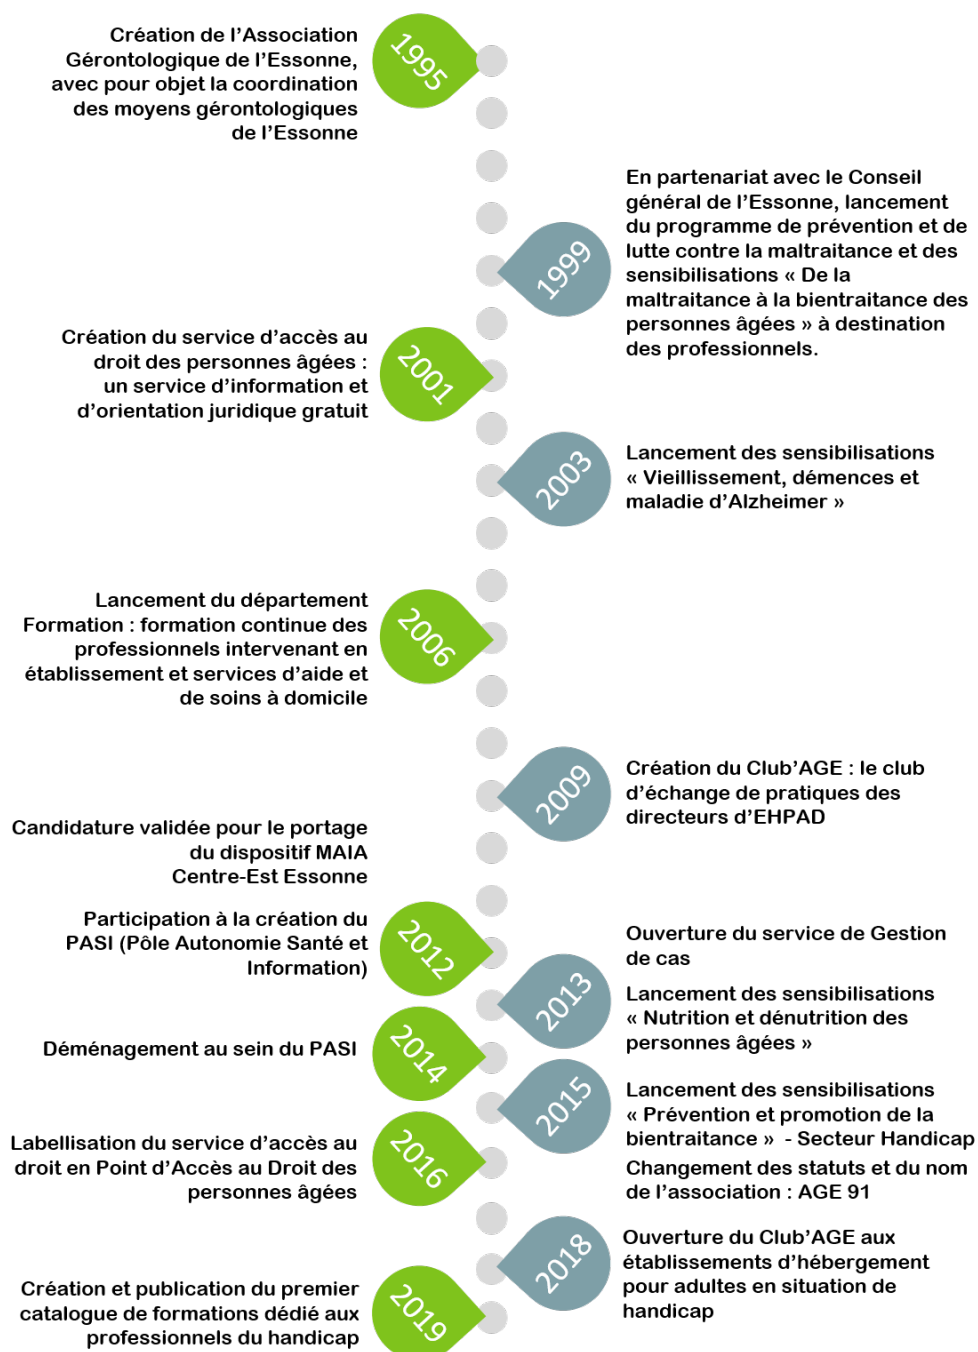 Création de l’Association
Gérontologique de l’Essonne,
avec pour objet la coordination
des moyens gérontologiques
de l’Essonne
1995
En partenariat avec le Conseil
général de l’Essonne, lancement
du programme de prévention et de
lutte contre la maltraitance et des
sensibilisations « De la
maltraitance à la bientraitance des
personnes âgées » à destination
des professionnels.
1999
Création du service d’accès au
droit des personnes âgées :
un service d’information et
d’orientation juridique gratuit
2001
Lancement des sensibilisations
« Vieillissement, démences et
maladie d’Alzheimer »
2003
Lancement du département
Formation : formation continue des
professionnels intervenant en
établissement et services d’aide et
de soins à domicile
2006
Création du Club’AGE : le club
d’échange de pratiques des
directeurs d’EHPAD
2009
Candidature validée pour le portage
du dispositif MAIA
Centre-Est Essonne
Participation à la création du
PASI (Pôle Autonomie Santé et
Information)
2012
Ouverture du service de Gestion
de cas
Lancement des sensibilisations
« Nutrition et dénutrition des
personnes âgées »
2013
Déménagement au sein du PASI
2014
Lancement des sensibilisations
« Prévention et promotion de la
bientraitance » - Secteur Handicap
Changement des statuts et du nom
de l’association : AGE 91
2015
Labellisation du service d’accès au
droit en Point d’Accès au Droit des
personnes âgées
2016
Ouverture du Club’AGE aux
établissements d’hébergement
pour adultes en situation de
handicap
2018
Création et publication du premier
catalogue de formations dédié aux
professionnels du handicap
2019